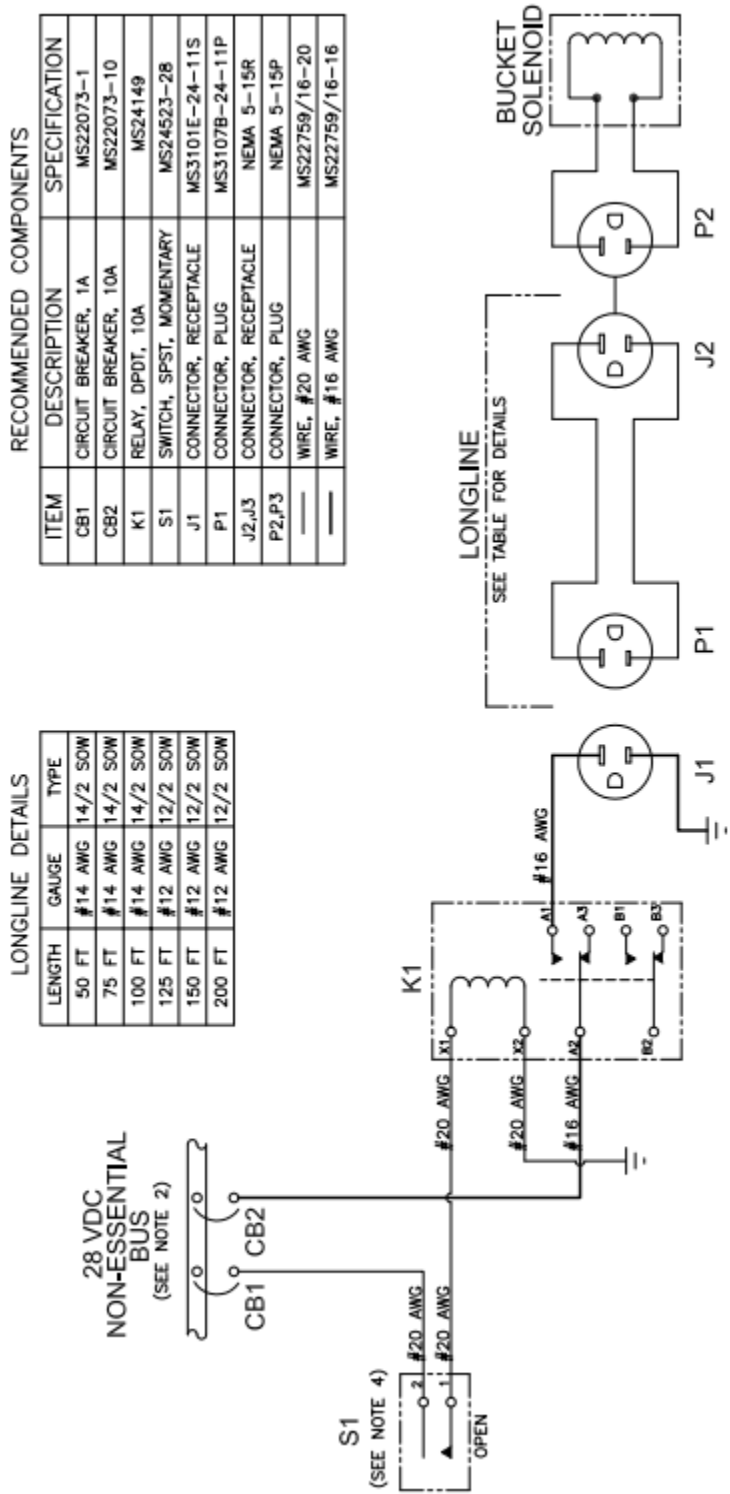 RECOMMENDED COMPONENTS
ITEM DESCRIPTION SPECIFICATION
CB1 CIRCUIT BREAKER, 1A MS22073-1
CB2 CIRCUIT BREAKER, 10A MS22073-10
K1 RELAY, DPDT, 10A MS24149
S1 SWITCH, SPST, MOMENTARY MS24523-28
J1 CONNECTOR, RECEPTACLE MS3101E-24-11S
P1 CONNECTOR, PLUG MS3107B-24-11P
J2,J3 CONNECTOR, RECEPTACLE NEMA 5-15R
P2,P3 CONNECTOR, PLUG NEMA 5-15P
WIRE, #20 AWG MS22759/16-20
WIRE, #16 AWG MS22759/16-16
LONGLINE DETAILS
LENGTH GAUGE TYPE
50 FT #14 AWG 14/2 SOW
75 FT #14 AWG 14/2 SOW
100 FT #14 AWG 14/2 SOW
125 FT #12 AWG 12/2 SOW
150 FT #12 AWG 12/2 SOW
200 FT #12 AWG 12/2 SOW
28 VDC
NON-ESSENTIAL
BUS
(SEE NOTE 2)
CB1
CB2
S1
(SEE NOTE 4)
2
1
OPEN
#20 AWG
#20 AWG
#20 AWG
#20 AWG
#16 AWG
K1
X1
X2
A2
B2
A1
A3
B1
B3
#16 AWG
J1
LONGLINE
SEE TABLE FOR DETAILS
P1
J2
P2
BUCKET
SOLENOID